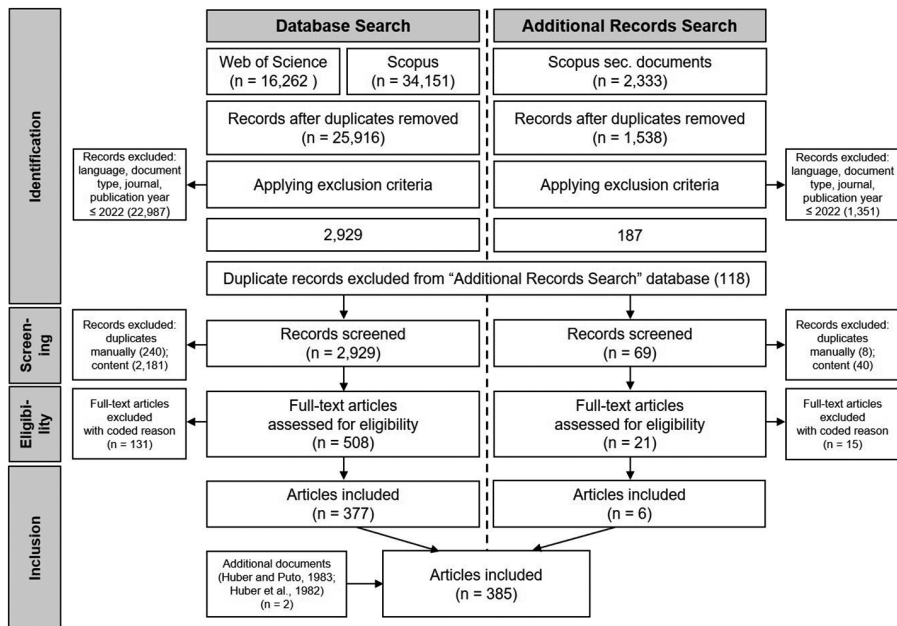 Database Search
Additional Records Search
Identification
Web of Science
(n = 16,262 )
Scopus
(n = 34,151)
Scopus sec. documents
(n = 2,333)
Records after duplicates removed
(n = 25,916)
Records after duplicates removed
(n = 1,538)
Records excluded:
language, document
type, journal,
publication year
≤ 2022 (22,987)
Applying exclusion criteria
Applying exclusion criteria
Records excluded:
language, document
type, journal,
publication year
≤ 2022 (1,351)
2,929
187
Duplicate records excluded from “Additional Records Search” database (118)
Screen-
ing
Records excluded:
duplicates
manually (240);
content (2,181)
Records screened
n = 2,929)
Records screened
(n = 69)
Records excluded:
duplicates
manually (8);
content (40)
Eligibi-
lity
Full-text articles
excluded
with coded reason
(n = 131)
Full-text articles
assessed for eligibility
(n = 508)
Full-text articles
assessed for eligibility
(n = 21)
Full-text articles
excluded
with coded reason
(n = 15)
Inclusion
Articles included
(n = 377)
Articles included
(n = 6)
Additional documents
(Huber and Puto, 1983;
Huber et al., 1982)
(n = 2)
Articles included
(n = 385)